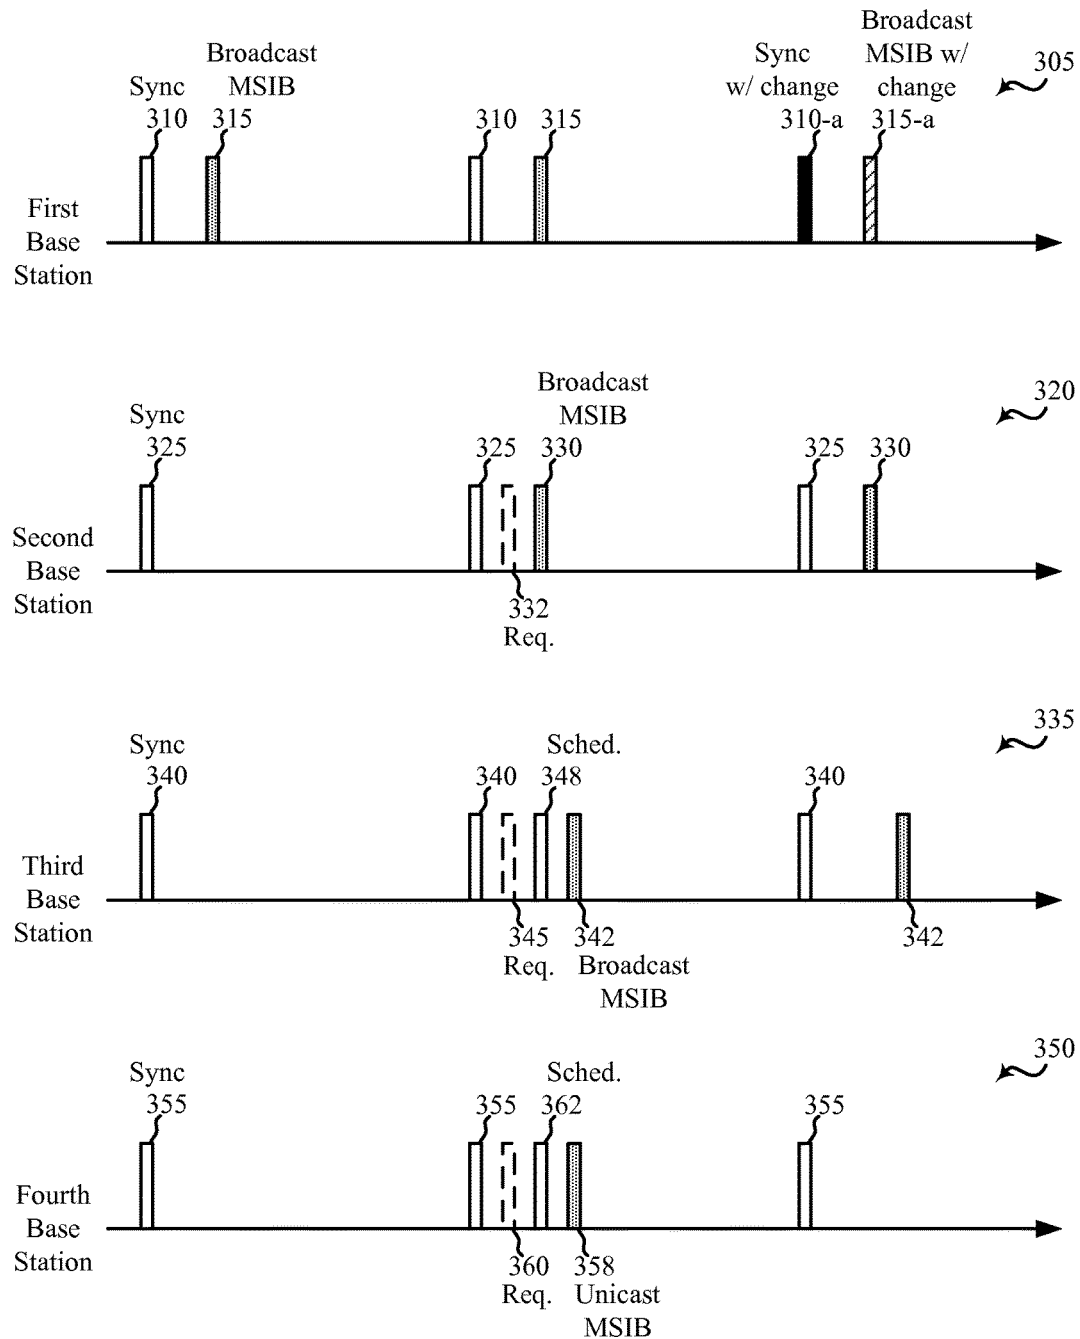 Broadcast
MSIB
Sync
w/ change
Broadcast
MSIB w/
change
305
Sync
310
315
310
315
310-a
315-a
First
Base
Station
Broadcast
MSIB
320
Sync
325
325
330
325
330
Second
Base
Station
332
Req.
335
Sync
Sched.
340
340
348
340
Third
Base
Station
345
342
342
Req.
Broadcast
MSIB
350
Sync
Sched.
355
355
362
355
Fourth
Base
Station
360
358
Req.
Unicast
MSIB